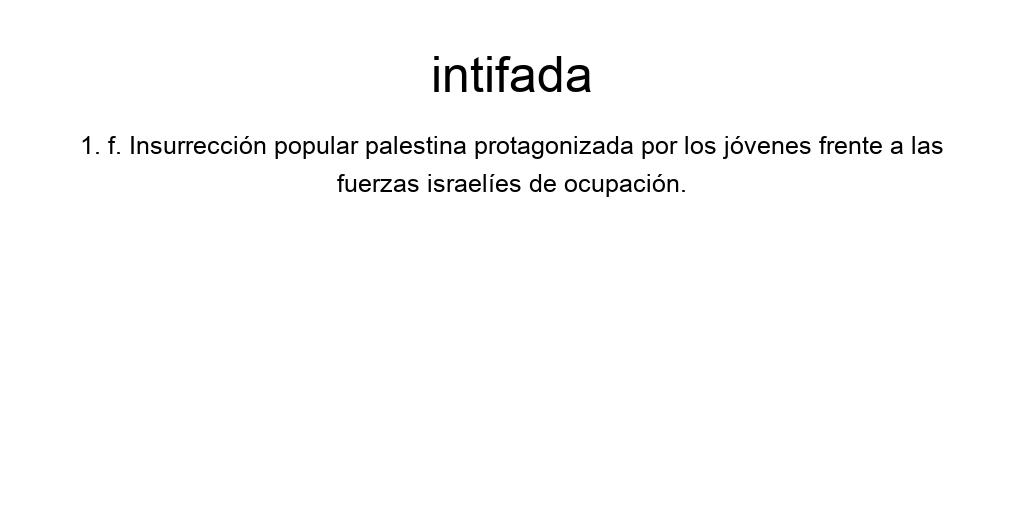 intifada
1. f. Insurrección popular palestina protagonizada por los jóvenes frente a las
fuerzas israelíes de ocupación.